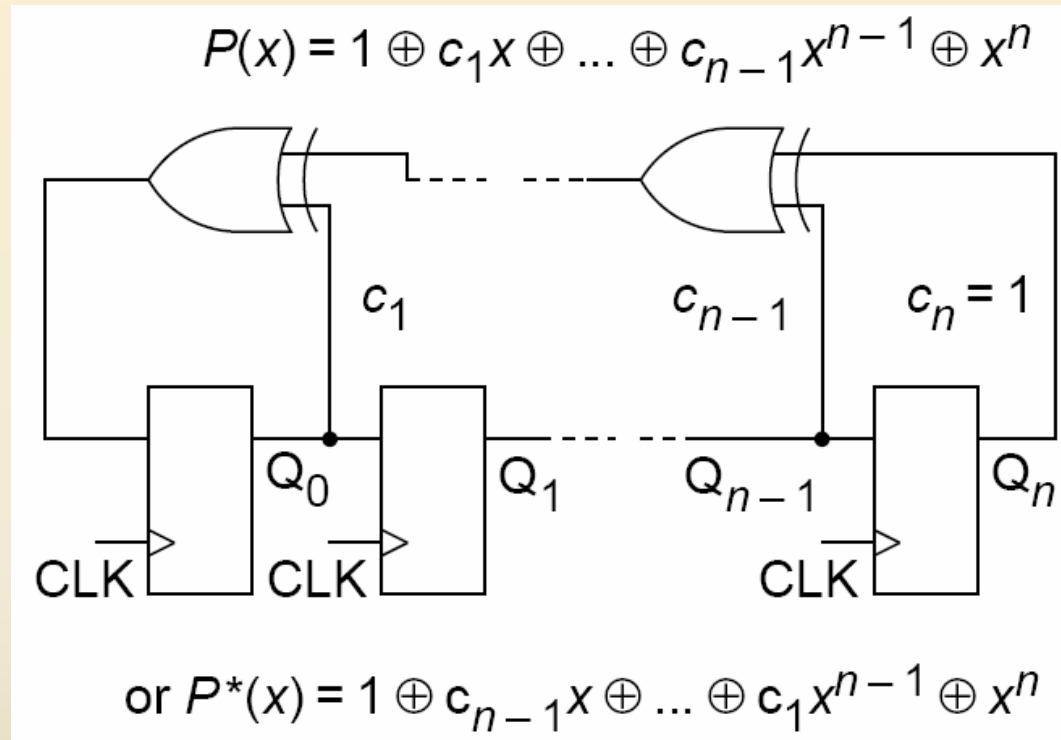 P(x) = 1 ⊕ c₁x ⊕ ... ⊕ cₙ₋₁xⁿ⁻¹ ⊕ xⁿ
c₁ cₙ₋₁ cₙ = 1
Q₀ Q₁ Qₙ₋₁ Qₙ
CLK CLK CLK
or P*(x) = 1 ⊕ cₙ₋₁x ⊕ ... ⊕ c₁xⁿ⁻¹ ⊕ xⁿ